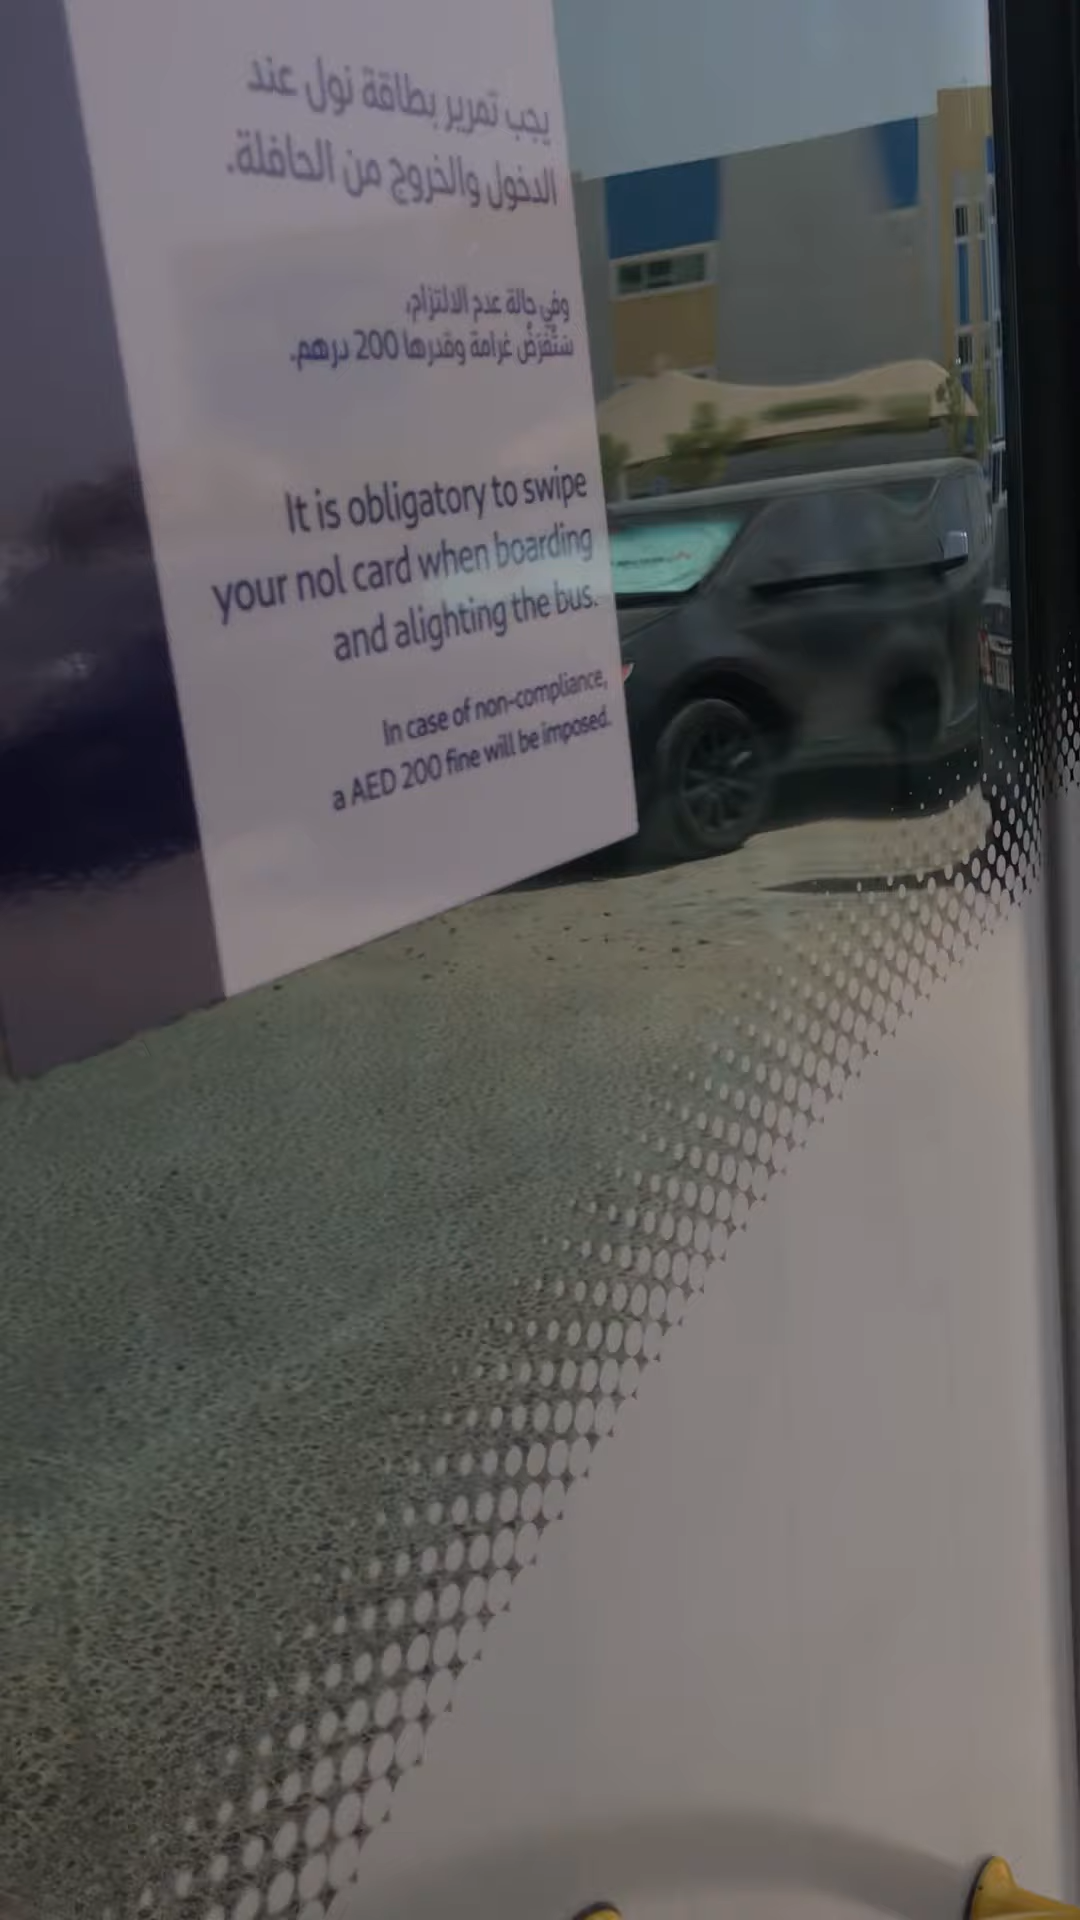 يجب تمرير بطاقة نول عند
الدخول والخروج من الحافلة.
وفي حالة عدم الالتزام،
ستُفرَضُ غرامة وقدرها 200 درهم.
It is obligatory to swipe
your nol card when boarding
and alighting the bus.
In case of non-compliance,
a AED 200 fine will be imposed.